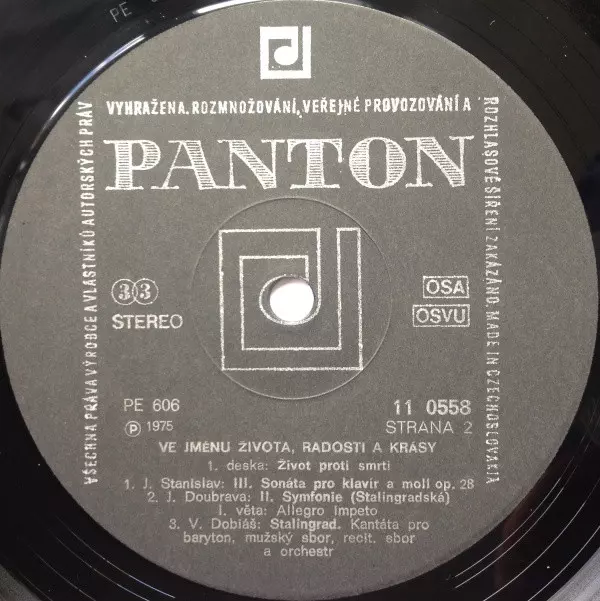 VYHRAŽENA. ROZMNOŽOVÁNÍ, VEŘEJNÉ PROVOZOVÁNÍ A
VŠECHNA PRÁVA VÝROBCE A VLASTNÍKŮ AUTORSKÝCH PRÁV
ROZHLASOVÉ ŠÍŘENÍ ZAKÁZÁNO. MADE IN CZECHOSLOVAKIA
PANTON
33
STEREO
OSA
OSVU
PE 606
11 0558
Ⓟ 1975
STRANA 2
VE JMÉNU ŽIVOTA, RADOSTI A KRÁSY
1. deska: Život proti smrti
1. J. Stanislav: III. Sonáta pro klavír a moll op. 28
2. J. Doubrava: II. Symfonie (Stalingradská)
I. věta: Allegro impeto
3. V. Dobiáš: Stalingrad. Kantáta pro
baryton, mužský sbor, recit. sbor
a orchestr